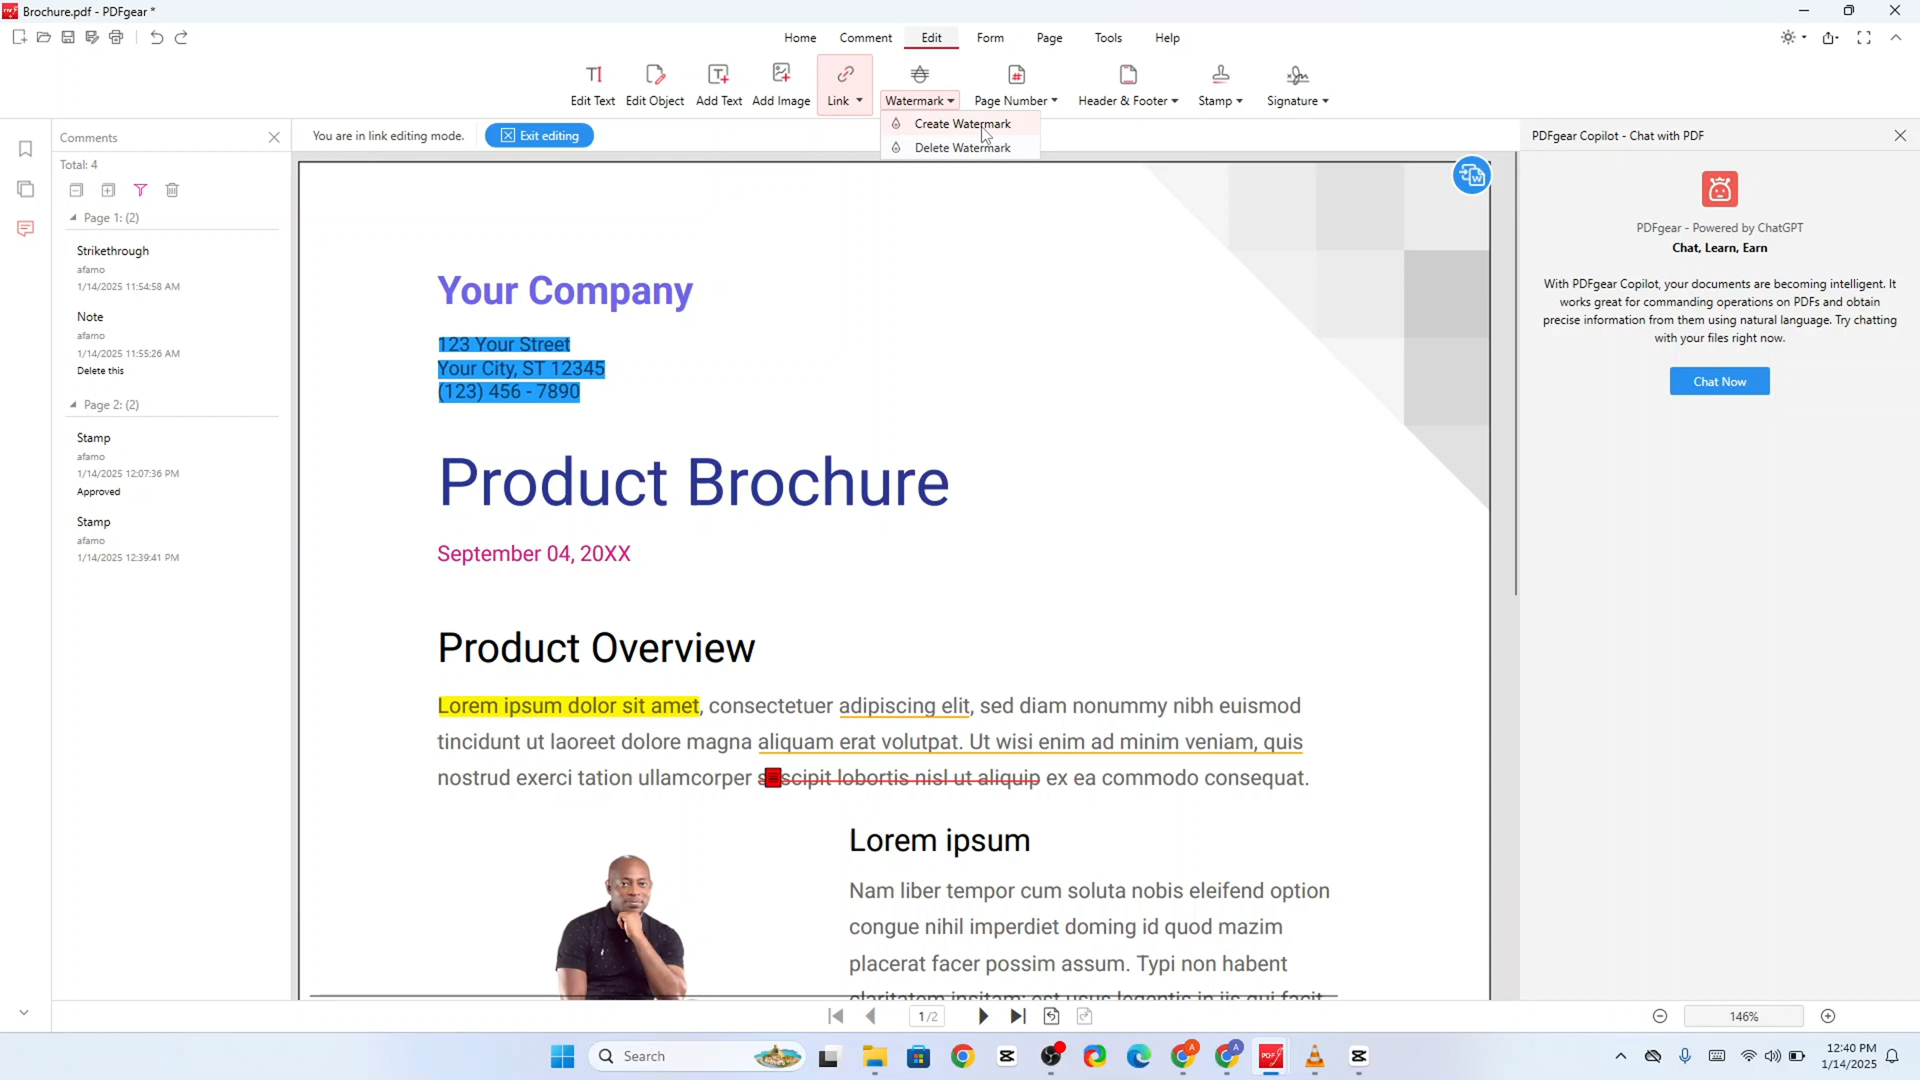 Brochure.pdf - PDFgear *
Home
Comment
Edit
Form
Page
Tools
Help
Edit Text
Edit Object
Add Text
Add Image
Link
Watermark
Page Number
Header & Footer
Stamp
Signature
Create Watermark
Delete Watermark
Comments
Total: 4
Page 1: (2)
Strikethrough
afamo
1/14/2025 11:54:58 AM
Note
afamo
1/14/2025 11:55:26 AM
Delete this
Page 2: (2)
Stamp
afamo
1/14/2025 12:07:36 PM
Approved
Stamp
afamo
1/14/2025 12:39:41 PM
You are in link editing mode.
Exit editing
Your Company
123 Your Street
Your City, ST 12345
(123) 456 - 7890
Product Brochure
September 04, 20XX
Product Overview
Lorem ipsum dolor sit amet, consectetuer adipiscing elit, sed diam nonummy nibh euismod
tincidunt ut laoreet dolore magna aliquam erat volutpat. Ut wisi enim ad minim veniam, quis
nostrud exerci tation ullamcorper suscipit lobortis nisl ut aliquip ex ea commodo consequat.
Lorem ipsum
Nam liber tempor cum soluta nobis eleifend option
congue nihil imperdiet doming id quod mazim
placerat facer possim assum. Typi non habent
claritatem insitam; est usus legentis in iis qui facit
PDFgear Copilot - Chat with PDF
PDFgear - Powered by ChatGPT
Chat, Learn, Earn
With PDFgear Copilot, your documents are becoming intelligent. It
works great for commanding operations on PDFs and obtain
precise information from them using natural language. Try chatting
with your files right now.
Chat Now
1 /2
146%
Search
PDF
A
A
12:40 PM
1/14/2025